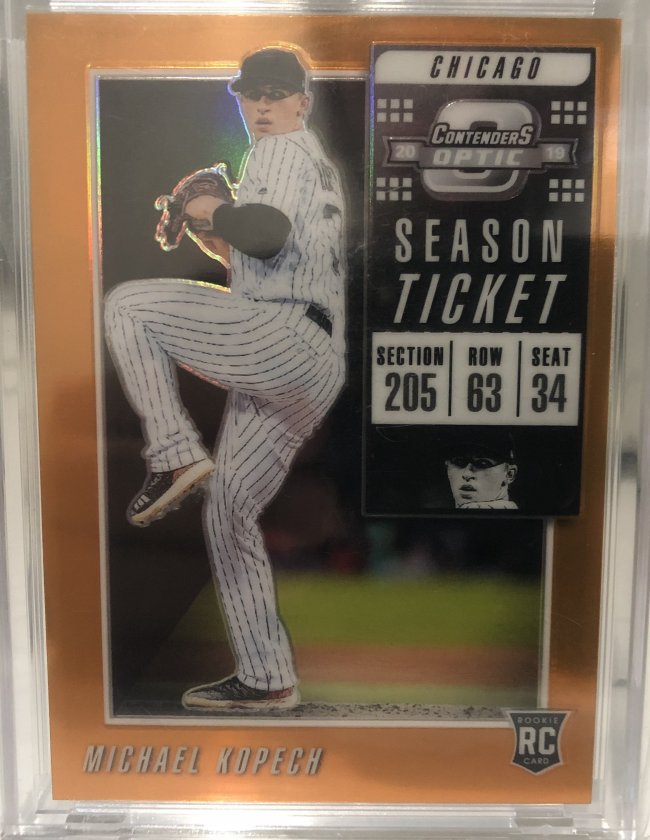 CHICAGO
CONTENDERS
20 OPTIC 19
SEASON
TICKET
SECTION ROW SEAT
205 63 34
MICHAEL KOPECH
ROOKIE
RC
CARD